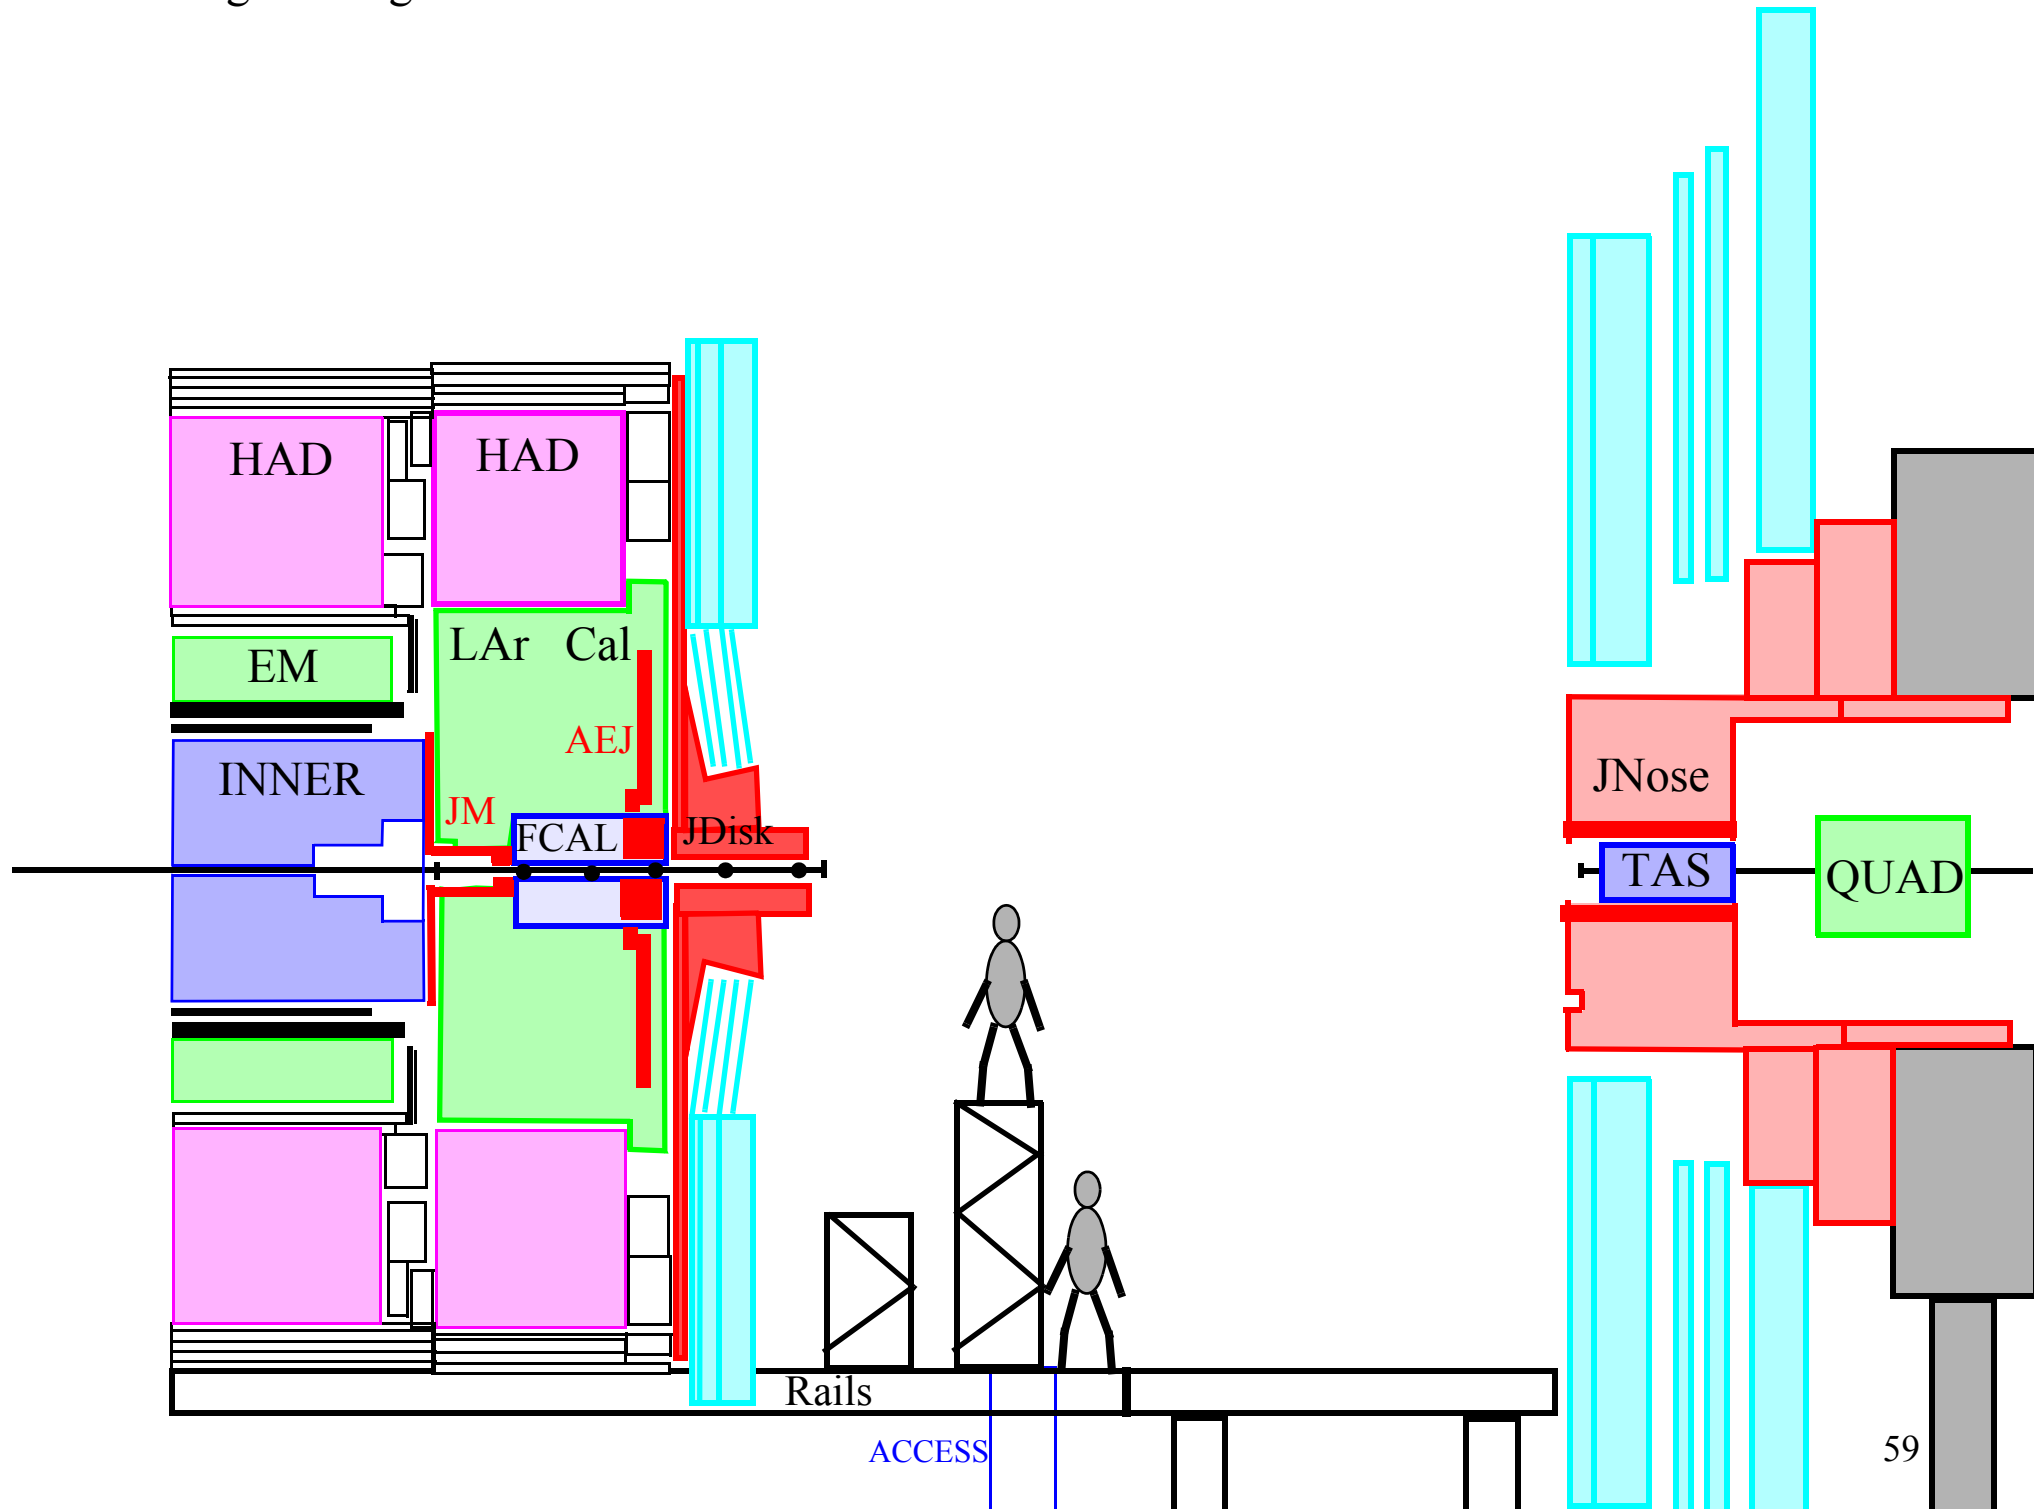 HAD
HAD
LAr Cal
EM
AEJ
INNER
JM
JNose
FCAL
JDisk
TAS
QUAD
Rails
ACCESS
59